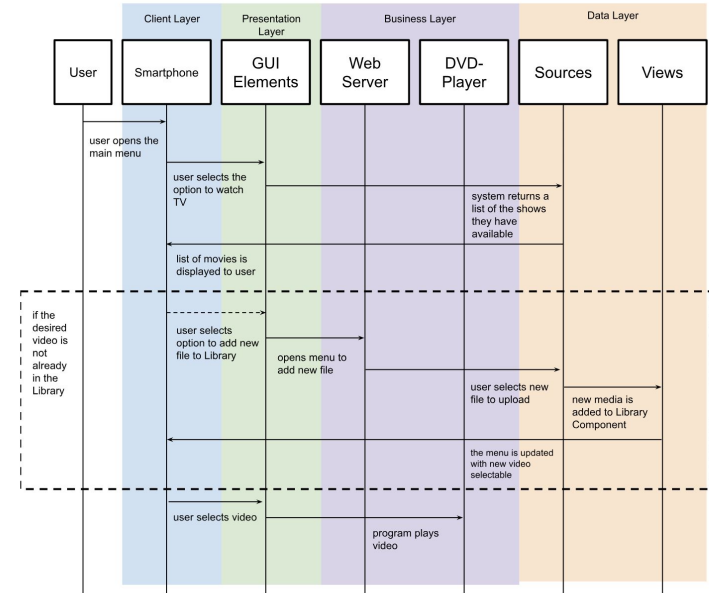 Client Layer
Presentation
Layer
Business Layer
Data Layer
User
Smartphone
GUI
Elements
Web
Server
DVD-
Player
Sources
Views
user opens the
main menu
user selects the
option to watch
TV
system returns a
list of the shows
they have
available
list of movies is
displayed to user
if the
desired
video is
not
already
in the
Library
user selects
option to add new
file to Library
opens menu to
add new file
user selects new
file to upload
new media is
added to Library
Component
the menu is updated
with new video
selectable
user selects video
program plays
video